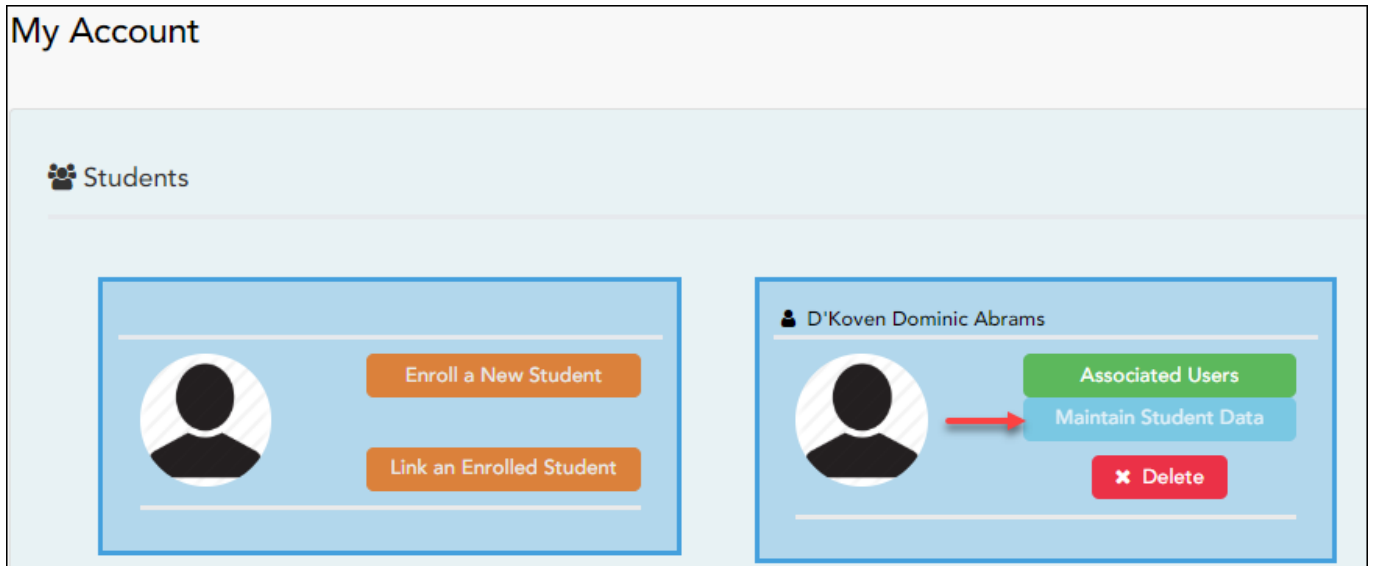 My Account
Students
Enroll a New Student
Link an Enrolled Student
D'Koven Dominic Abrams
Associated Users
Maintain Student Data
Delete